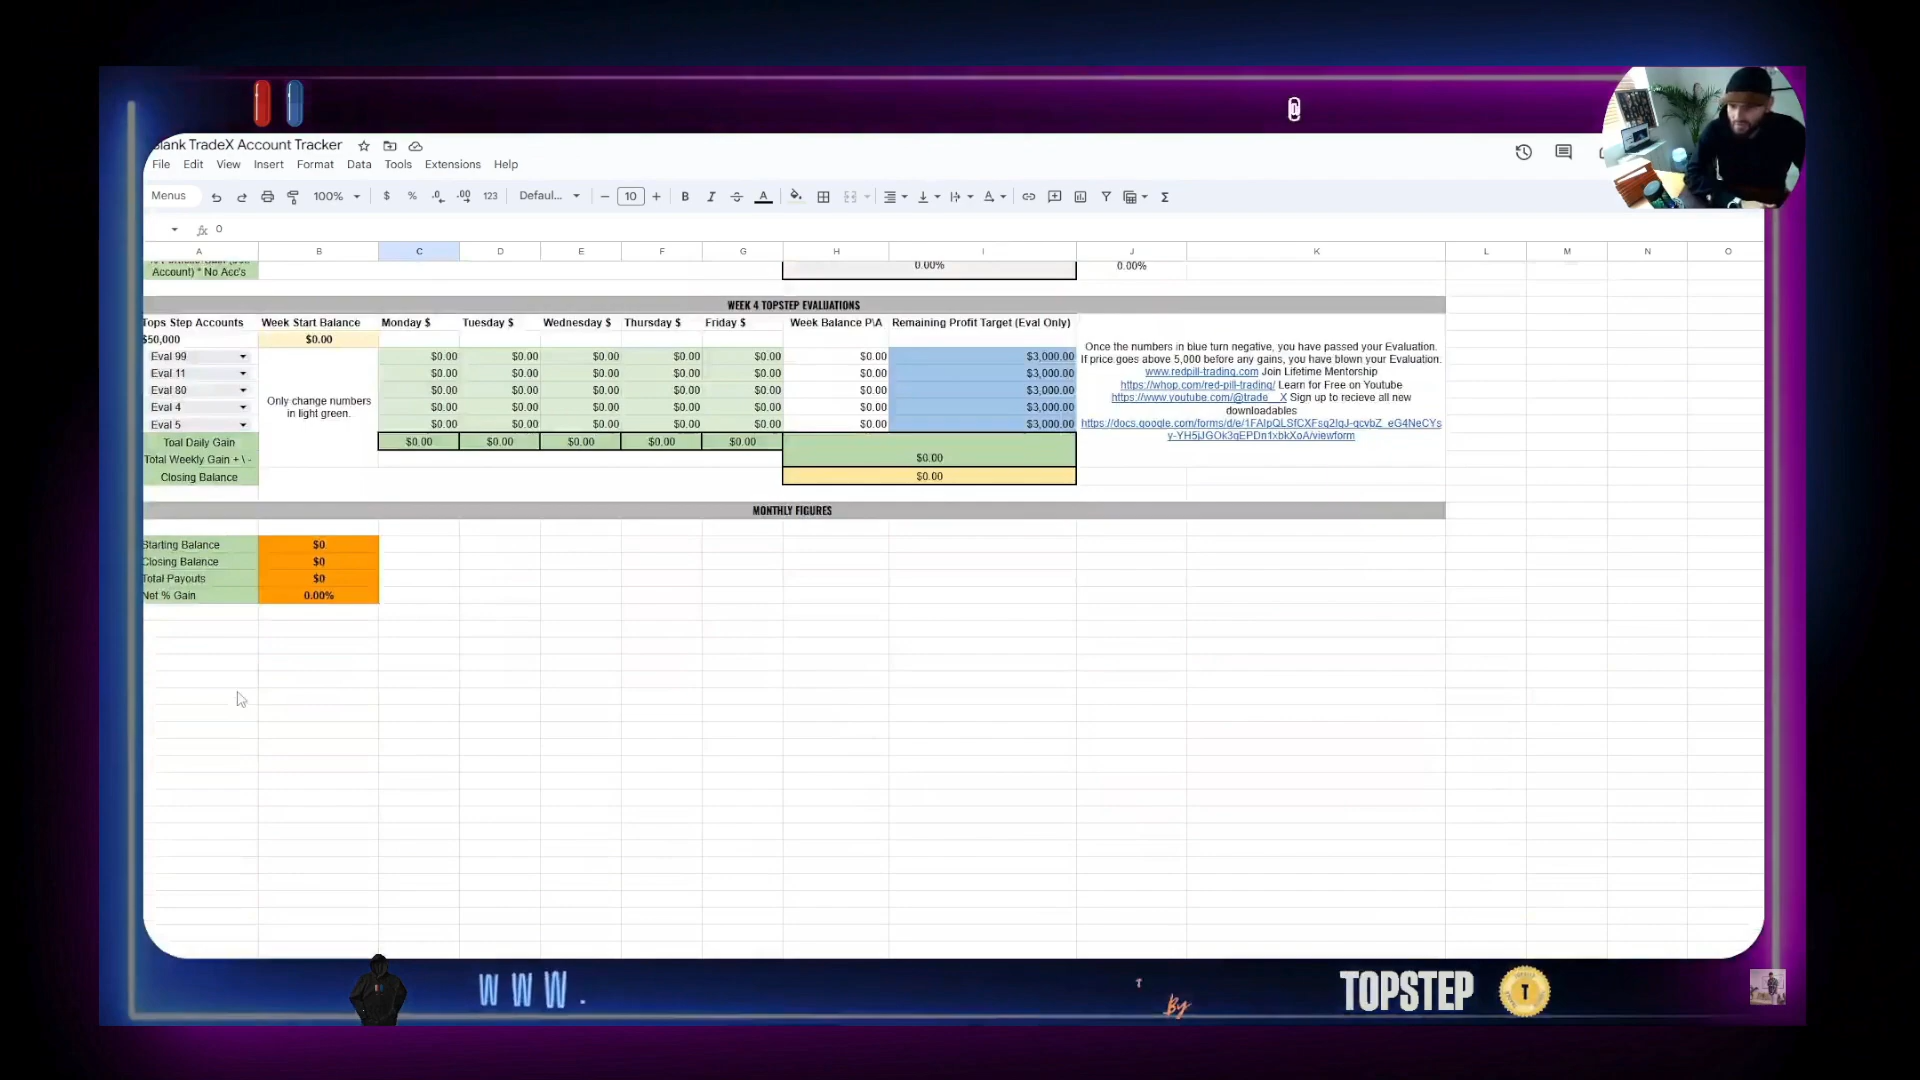 Blank TradeX Account Tracker
File Edit View Insert Format Data Tools Extensions Help
Menus 100% $ % .0 .00 123 Defaul... 10 B I A
fx 0
A B C D E F G H I J K L M N O
Account) * No Acc's 0.00% 0.00%
WEEK 4 TOPSTEP EVALUATIONS
Tops Step Accounts Week Start Balance Monday $ Tuesday $ Wednesday $ Thursday $ Friday $ Week Balance P\A Remaining Profit Target (Eval Only)
$50,000 $0.00
Eval 99 $0.00 $0.00 $0.00 $0.00 $0.00 $0.00 $3,000.00
Eval 11 $0.00 $0.00 $0.00 $0.00 $0.00 $0.00 $3,000.00
Eval 80 $0.00 $0.00 $0.00 $0.00 $0.00 $0.00 $3,000.00
Eval 4 $0.00 $0.00 $0.00 $0.00 $0.00 $0.00 $3,000.00
Eval 5 $0.00 $0.00 $0.00 $0.00 $0.00 $0.00 $3,000.00
Only change numbers
in light green.
Once the numbers in blue turn negative, you have passed your Evaluation.
If price goes above 5,000 before any gains, you have blown your Evaluation.
www.redpill-trading.com Join Lifetime Mentorship
https://whop.com/red-pill-trading/ Learn for Free on Youtube
https://www.youtube.com/@trade__X Sign up to recieve all new
downloadables
Toal Daily Gain $0.00 $0.00 $0.00 $0.00 $0.00
Total Weekly Gain + \ - $0.00
Closing Balance $0.00
MONTHLY FIGURES
Starting Balance $0
Closing Balance $0
Total Payouts $0
Net % Gain 0.00%
WWW.
By
TOPSTEP
T